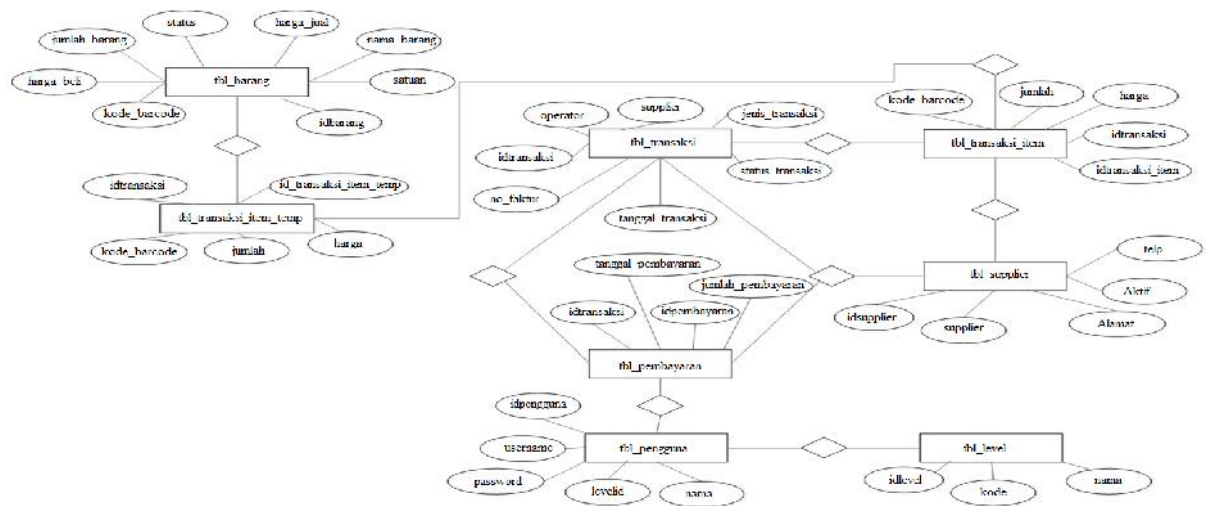 status
harga_jual
jumlah_barang
nama_barang
harga_beli
tbl_barang
satuan
kode_barcode
idbarang
idtransaksi
id_transaksi_item_temp
tbl_transaksi_item_temp
kode_barcode
jumlah
harga
supplier
operator
jenis_transaksi
tbl_transaksi
idtransaksi
status_transaksi
no_faktur
tanggal_transaksi
kode_barcode
jumlah
harga
tbl_transaksi_item
idtransaksi
idtransaksi_item
telp
tbl_supplier
Aktif
idsupplier
supplier
Alamat
tanggal_pembayaran
jumlah_pembayaran
idtransaksi
idpembayaran
tbl_pembayaran
idpengguna
username
tbl_pengguna
password
levelid
nama
tbl_level
idlevel
kode
nama